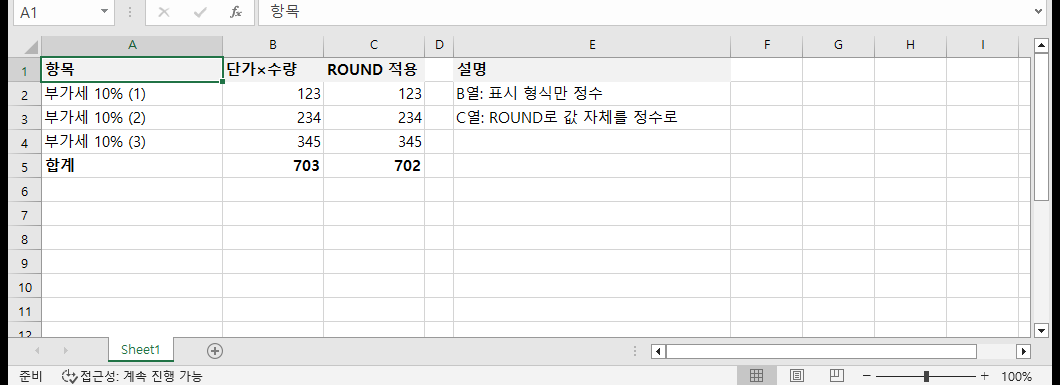 A1 fx 항목
A B C D E F G H I
1 항목 단가×수량 ROUND 적용 설명
2 부가세 10% (1) 123 123 B열: 표시 형식만 정수
3 부가세 10% (2) 234 234 C열: ROUND로 값 자체를 정수로
4 부가세 10% (3) 345 345
5 합계 703 702
6
7
8
9
10
11
12
Sheet1
준비 접근성: 계속 진행 가능 100%